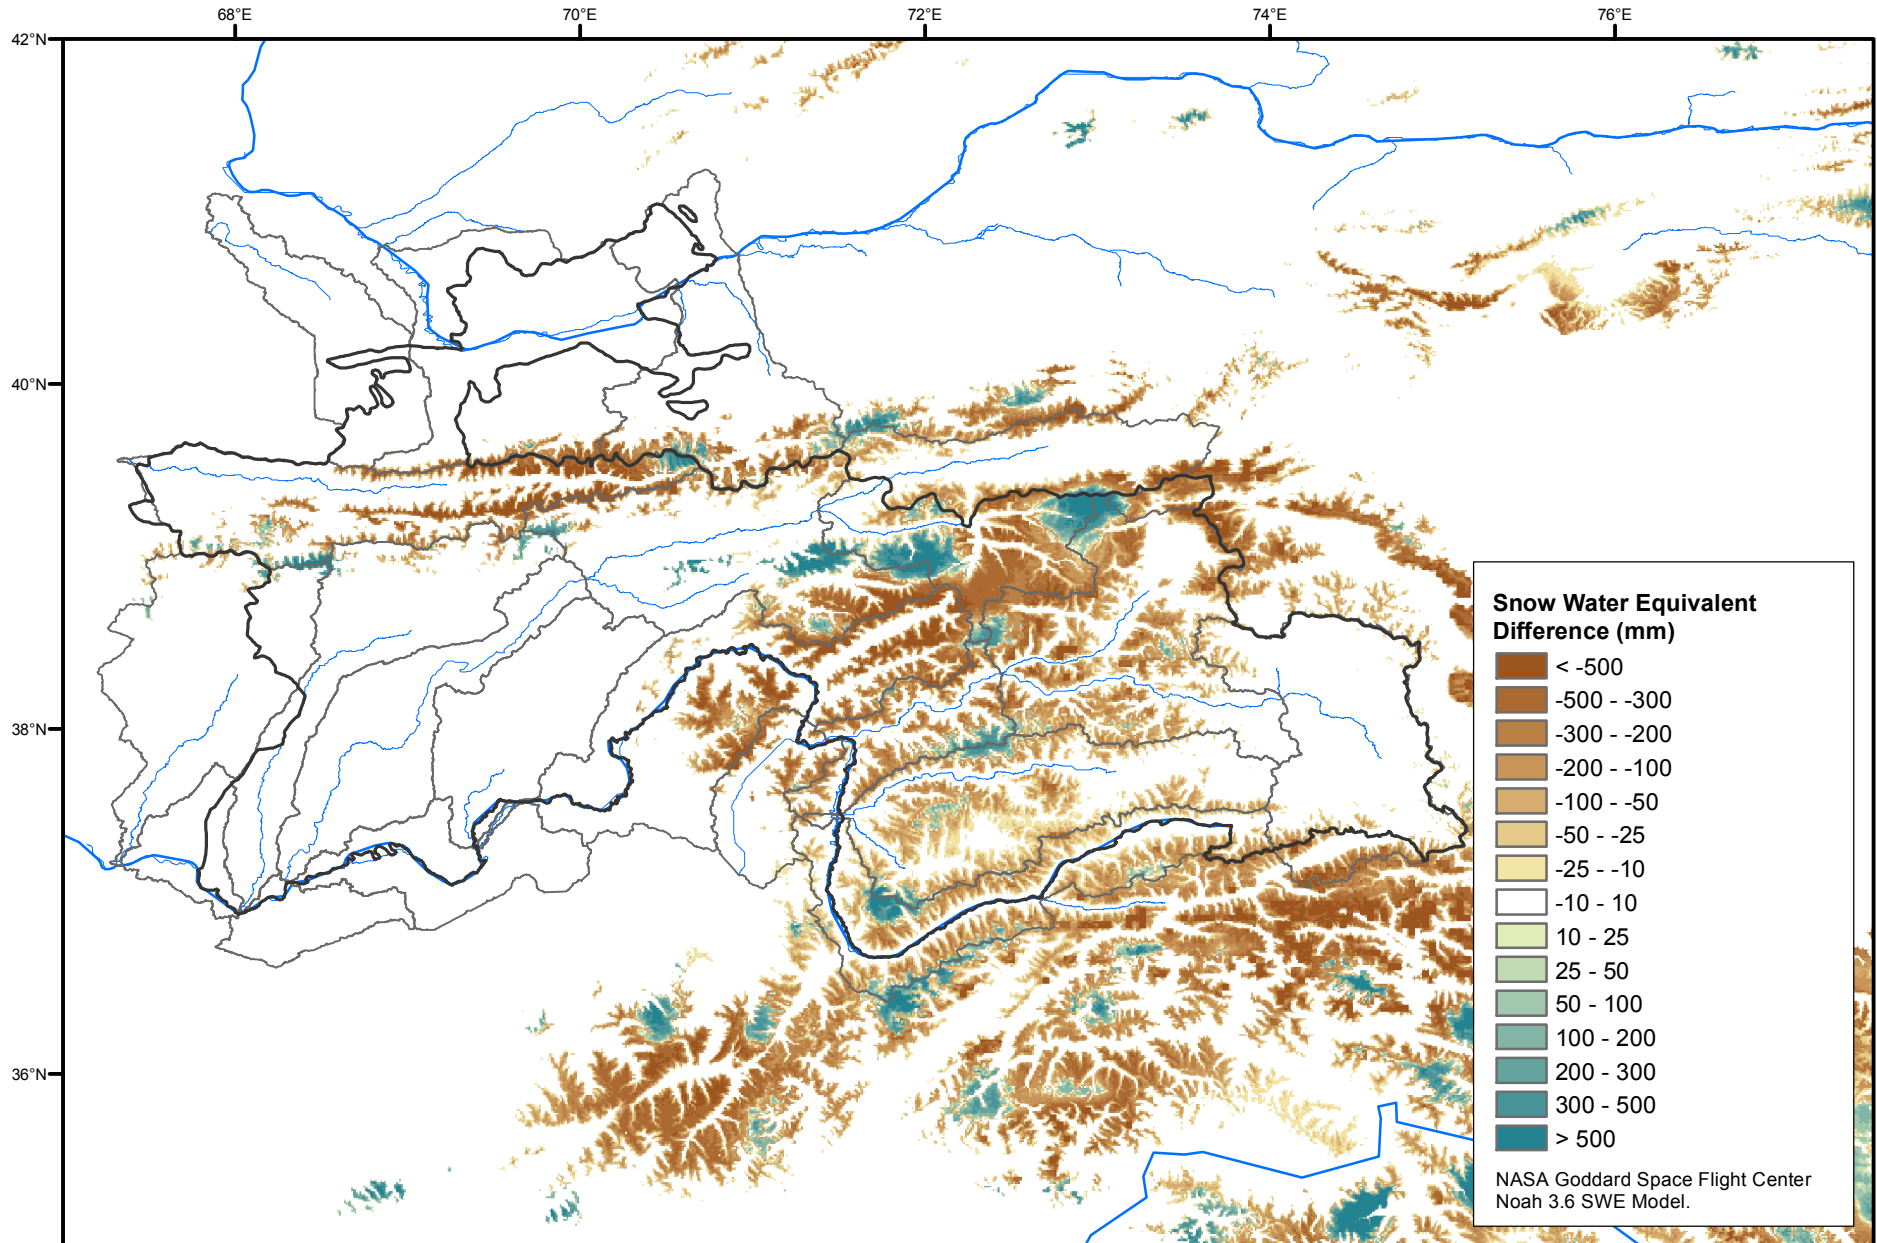 68°E 70°E 72°E 74°E 76°E
42°N
40°N
38°N
36°N
Snow Water Equivalent
Difference (mm)
< -500
-500 - -300
-300 - -200
-200 - -100
-100 - -50
-50 - -25
-25 - -10
-10 - 10
10 - 25
25 - 50
50 - 100
100 - 200
200 - 300
300 - 500
> 500
NASA Goddard Space Flight Center
Noah 3.6 SWE Model.